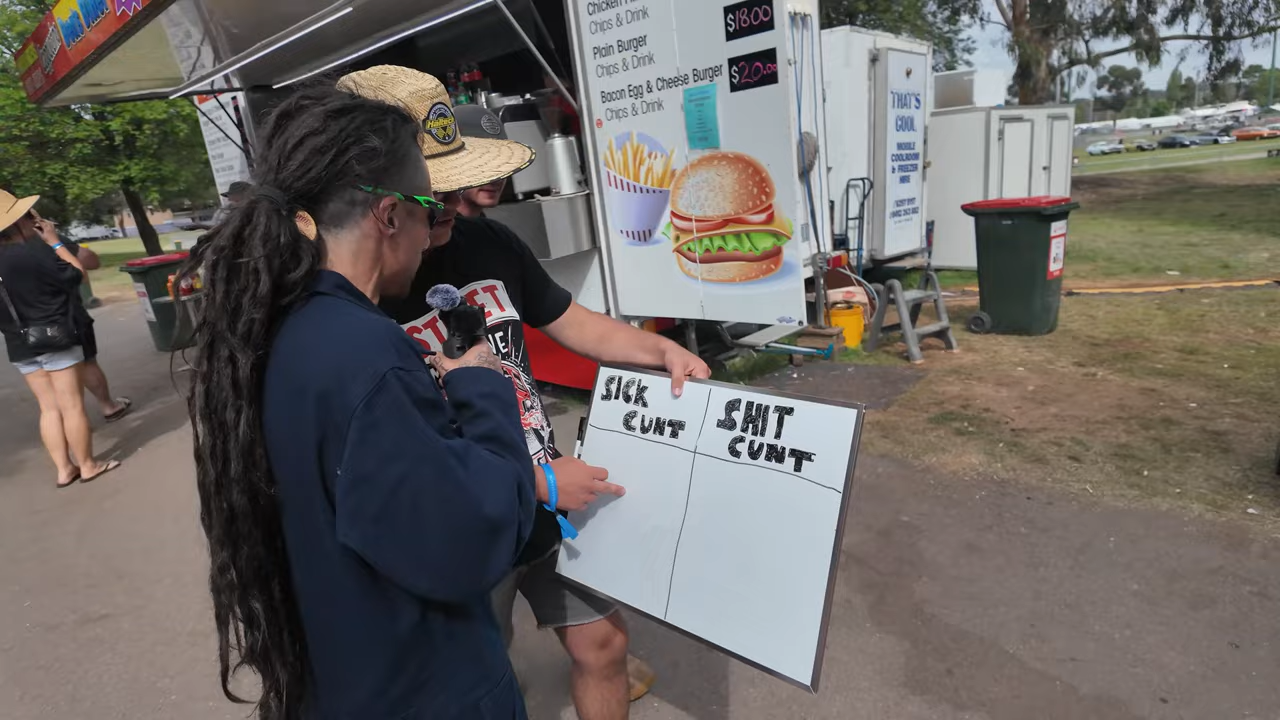 Chips & Drink
$18.00
Plain Burger
Chips & Drink
$20.00
Bacon Egg & Cheese Burger
Chips & Drink
THAT'S
COOL
MOBILE
COOLROOM
& FREEZER
HIRE
SICK
CUNT
SHIT
CUNT